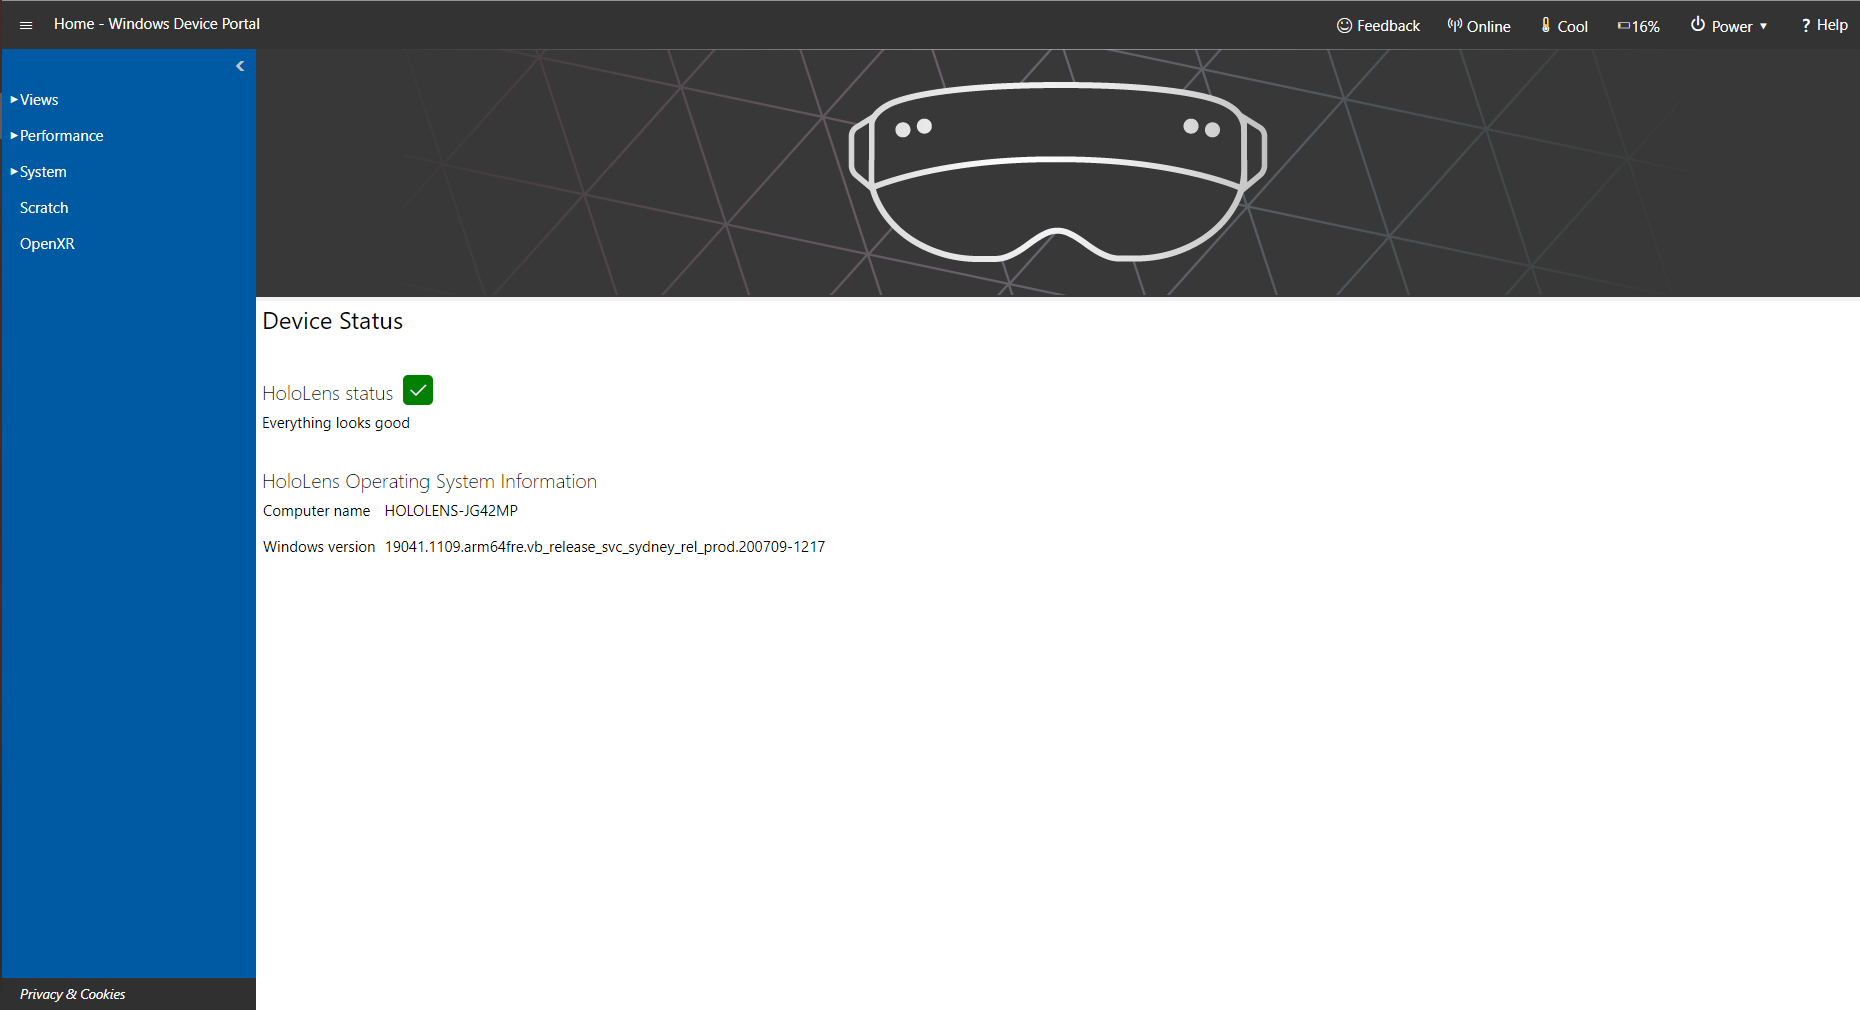 Home - Windows Device Portal
Feedback
Online
Cool
16%
Power
? Help
Views
Performance
System
Scratch
OpenXR
Device Status
HoloLens status
Everything looks good
HoloLens Operating System Information
Computer name HOLOLENS-JG42MP
Windows version 19041.1109.arm64fre.vb_release_svc_sydney_rel_prod.200709-1217
Privacy & Cookies